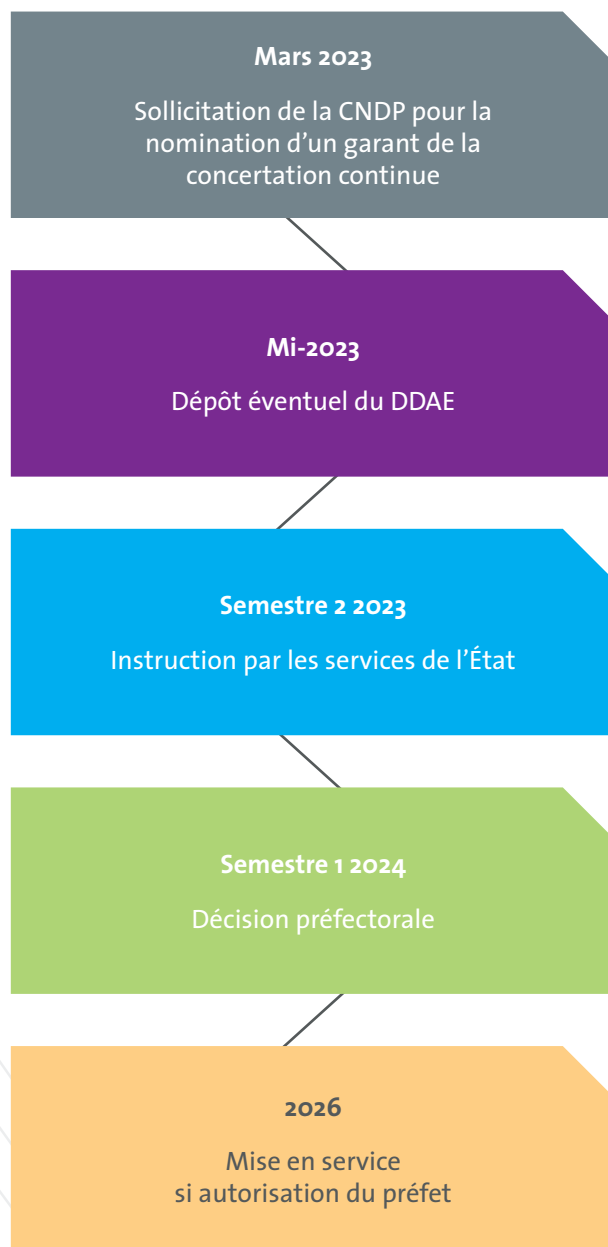 Mars 2023
Sollicitation de la CNDP pour la
nomination d’un garant de la
concertation continue
Mi-2023
Dépôt éventuel du DDAE
Semestre 2 2023
Instruction par les services de l’État
Semestre 1 2024
Décision préfectorale
2026
Mise en service
si autorisation du préfet